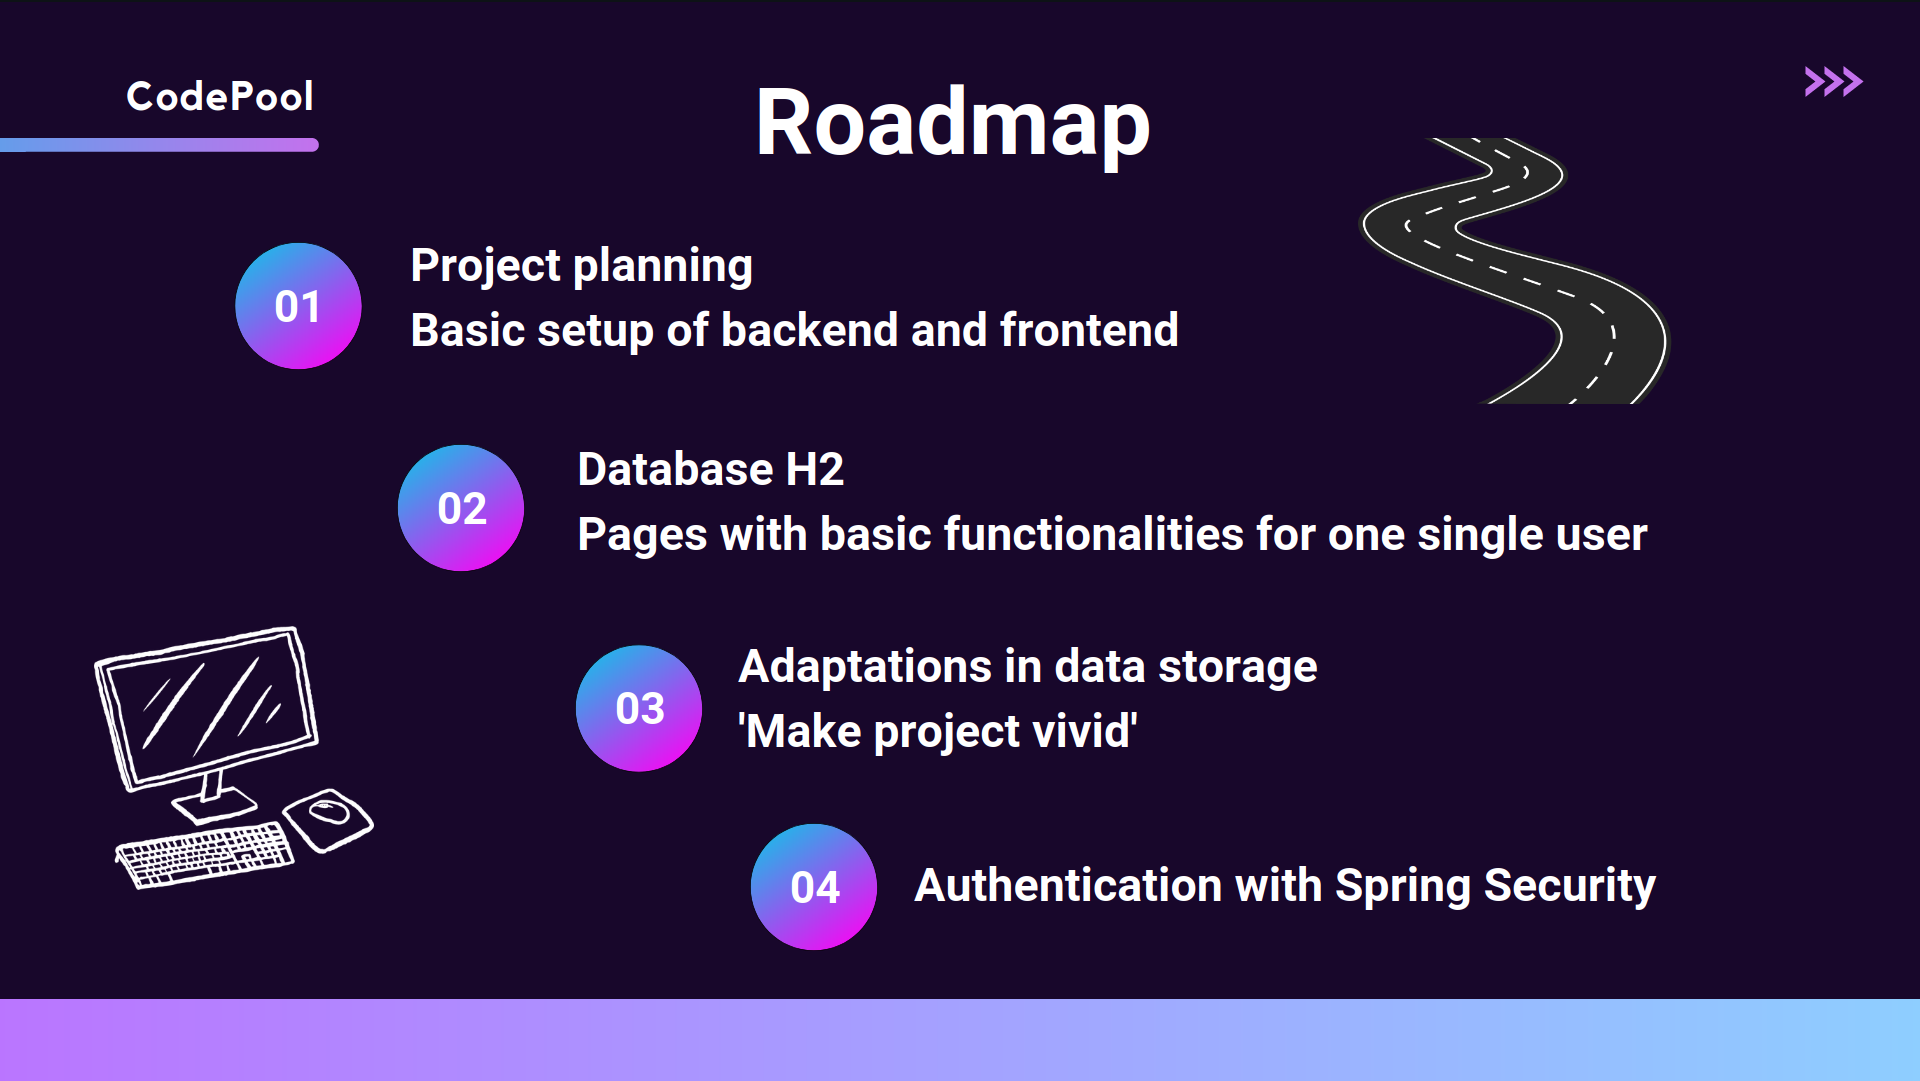 CodePool
Roadmap
01
Project planning
Basic setup of backend and frontend
02
Database H2
Pages with basic functionalities for one single user
03
Adaptations in data storage
'Make project vivid'
04
Authentication with Spring Security